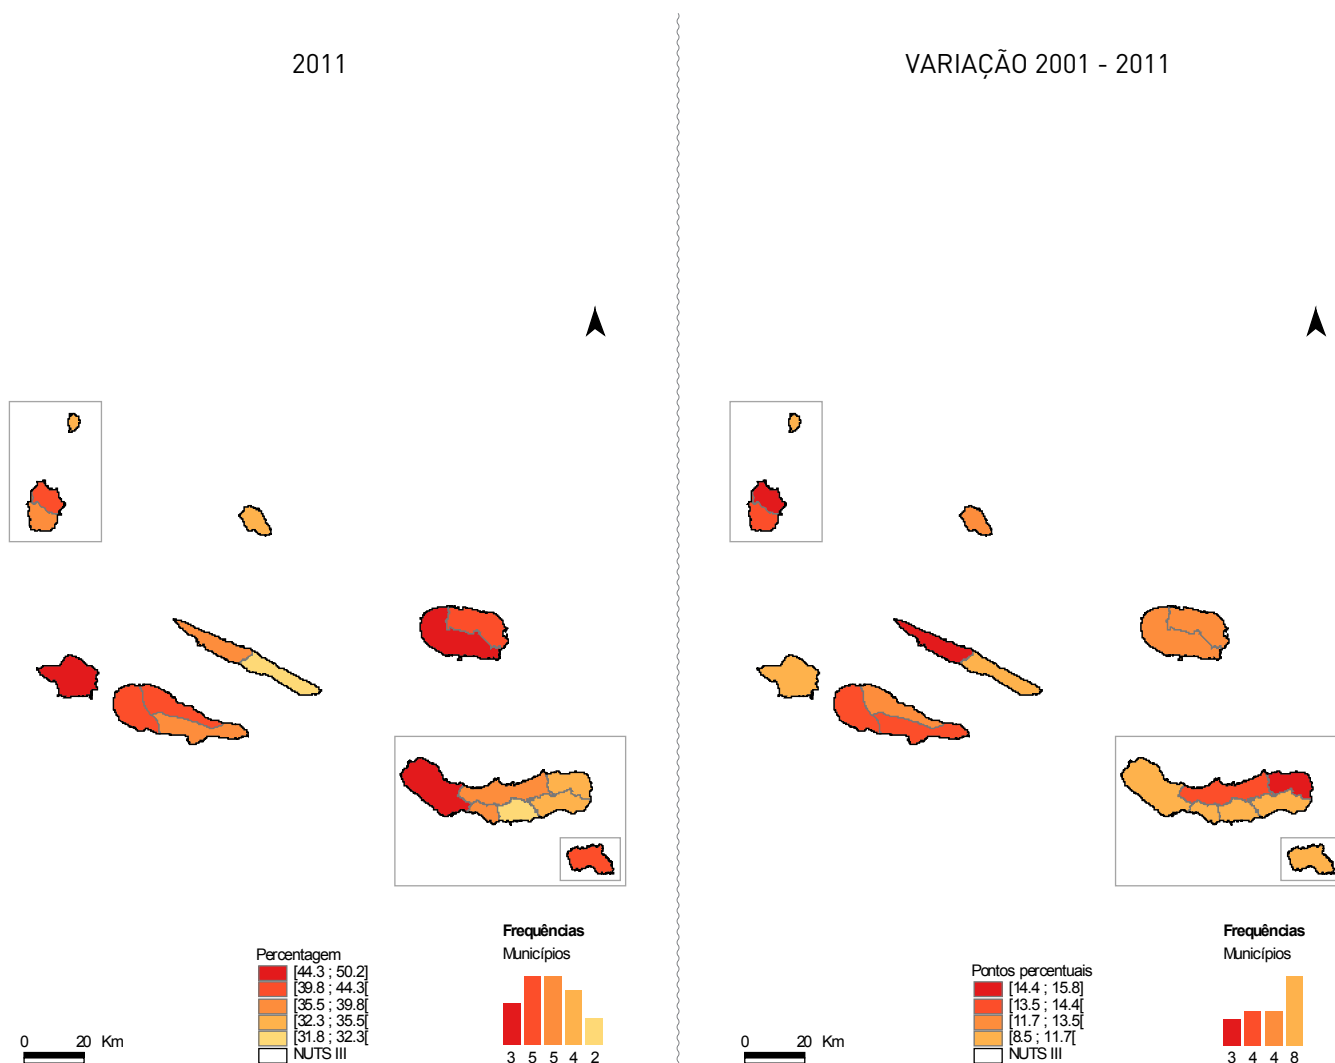 2011
Percentagem
[44.3 ; 50.2]
[39.8 ; 44.3[
[35.5 ; 39.8[
[32.3 ; 35.5[
[31.8 ; 32.3[
NUTS III
0 20 Km
Frequências
Municípios
3 5 5 4 2
VARIAÇÃO 2001 - 2011
Pontos percentuais
[14.4 ; 15.8]
[13.5 ; 14.4[
[11.7 ; 13.5[
[8.5 ; 11.7[
NUTS III
0 20 Km
Frequências
Municípios
3 4 4 8